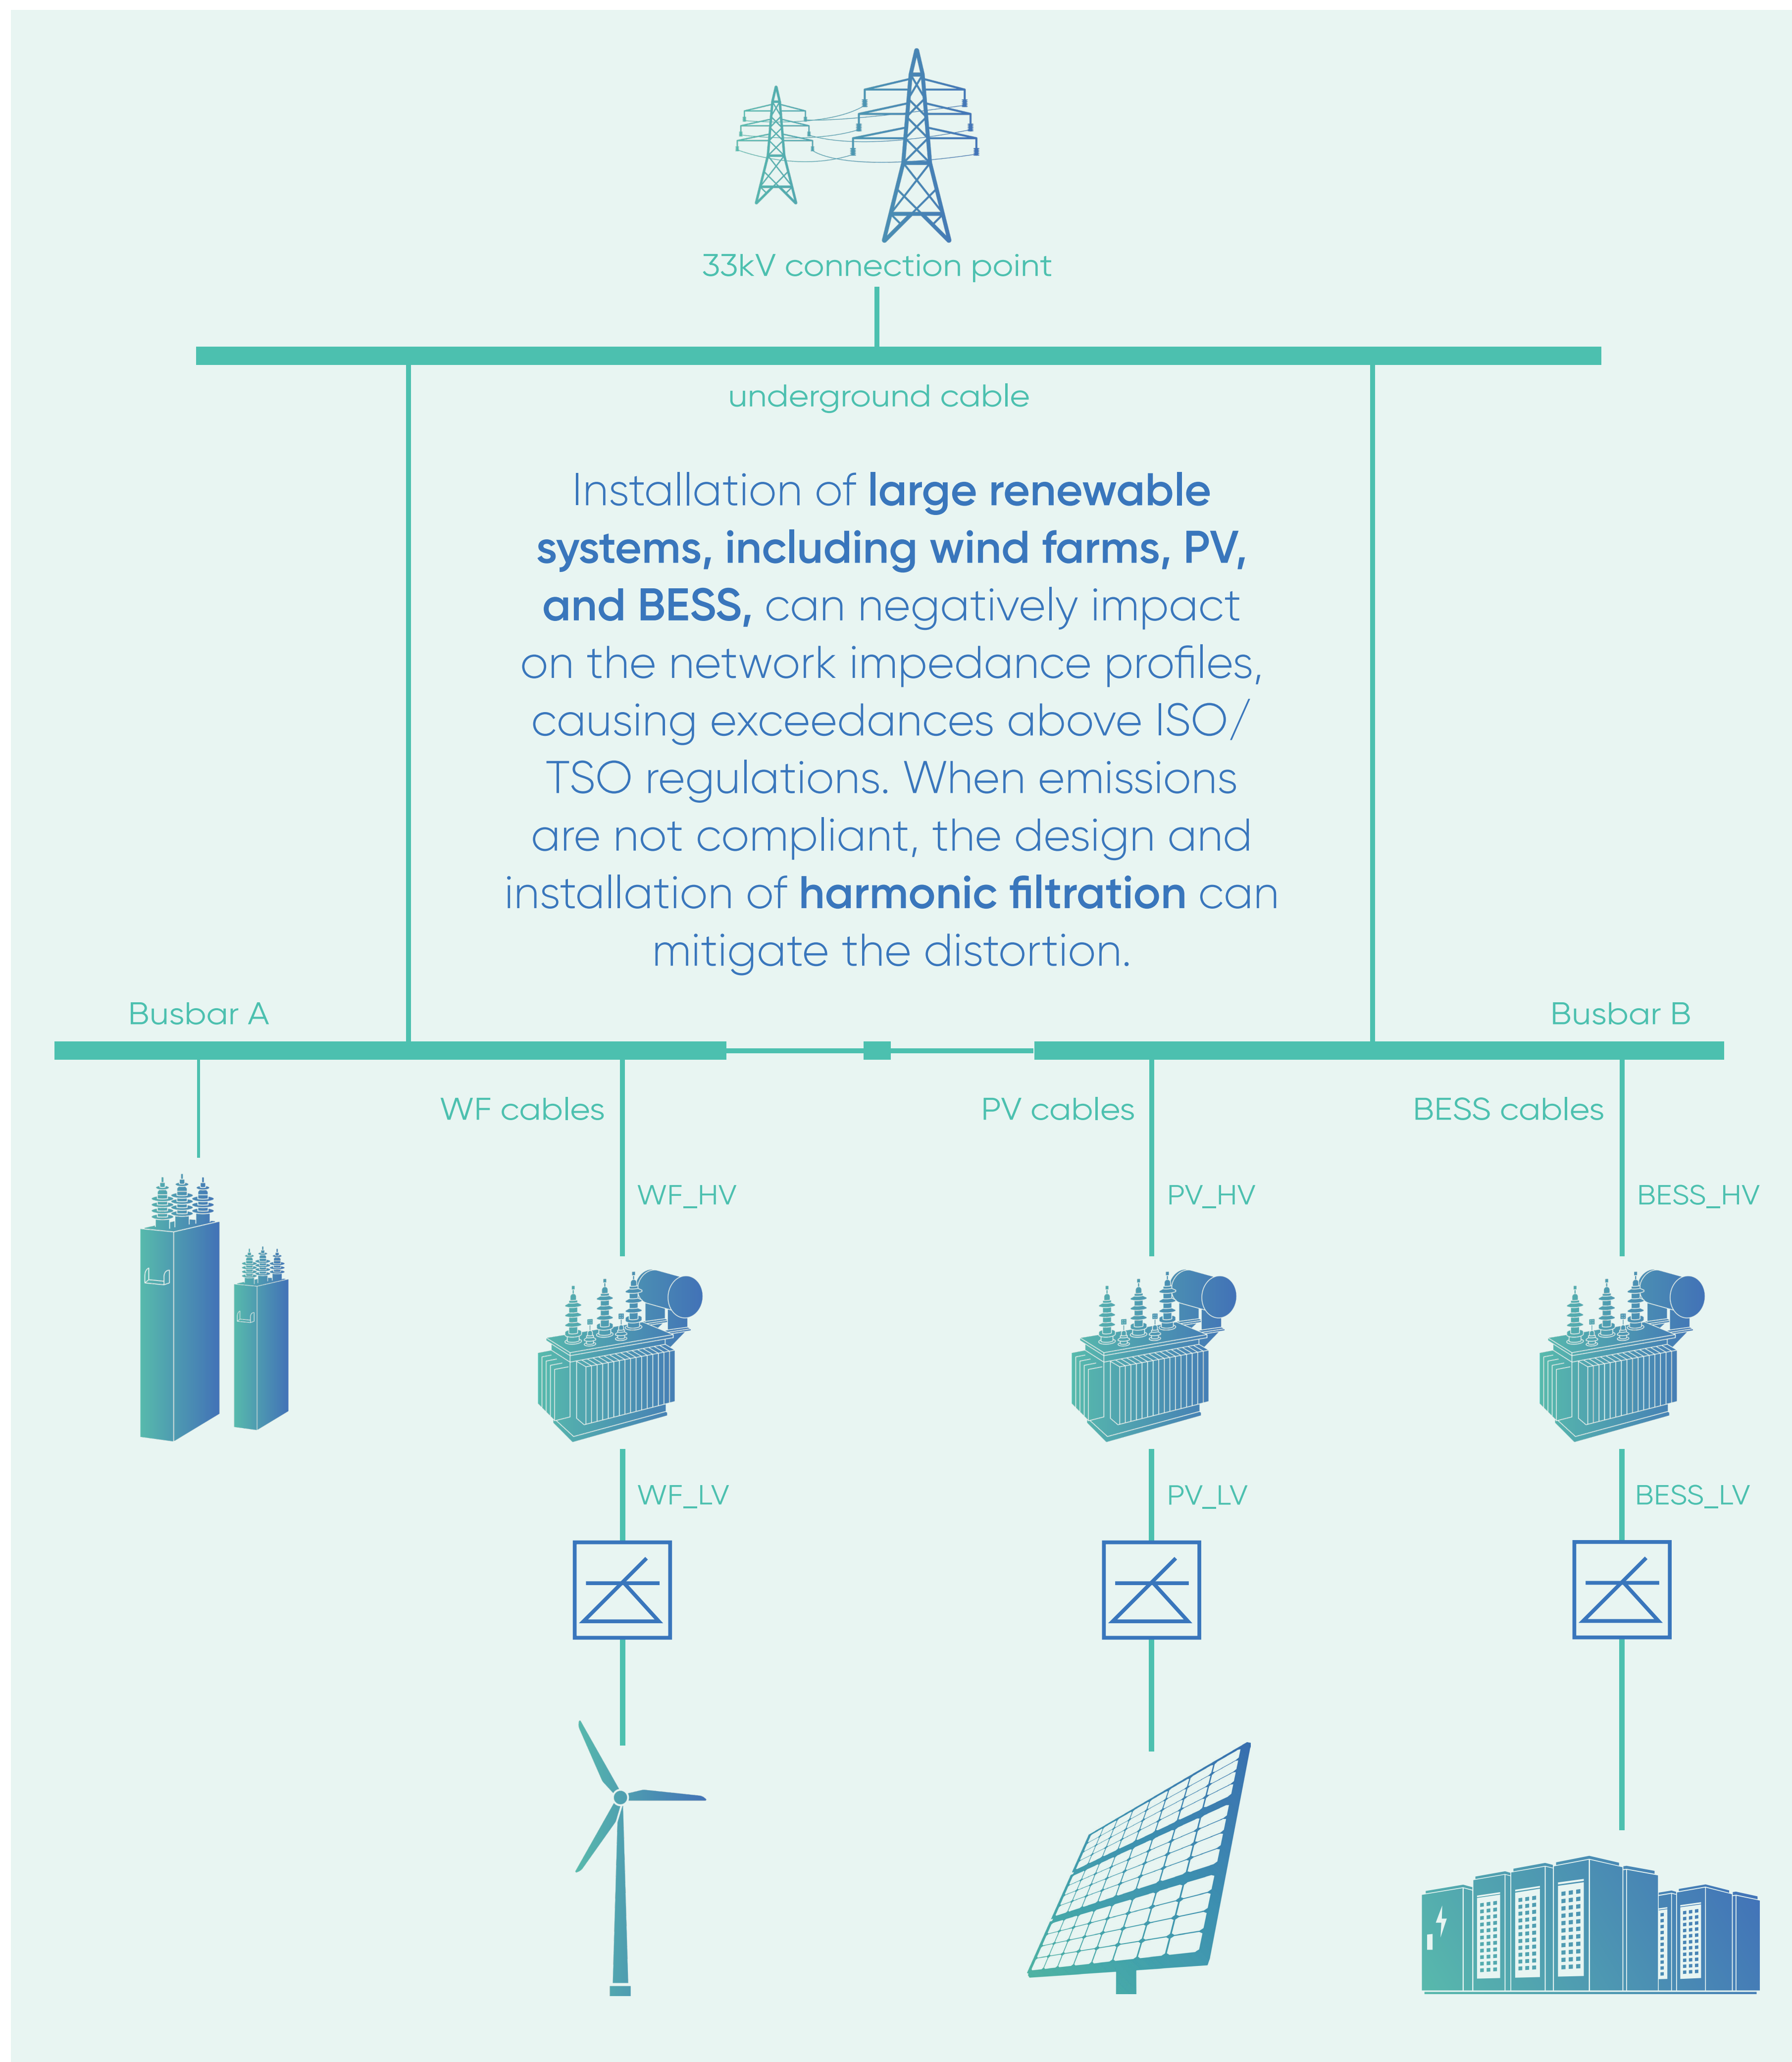 33kV connection point
underground cable
Installation of large renewable
systems, including wind farms, PV,
and BESS, can negatively impact
on the network impedance profiles,
causing exceedances above ISO/
TSO regulations. When emissions
are not compliant, the design and
installation of harmonic filtration can
mitigate the distortion.
Busbar A
Busbar B
WF cables
PV cables
BESS cables
WF_HV
PV_HV
BESS_HV
WF_LV
PV_LV
BESS_LV